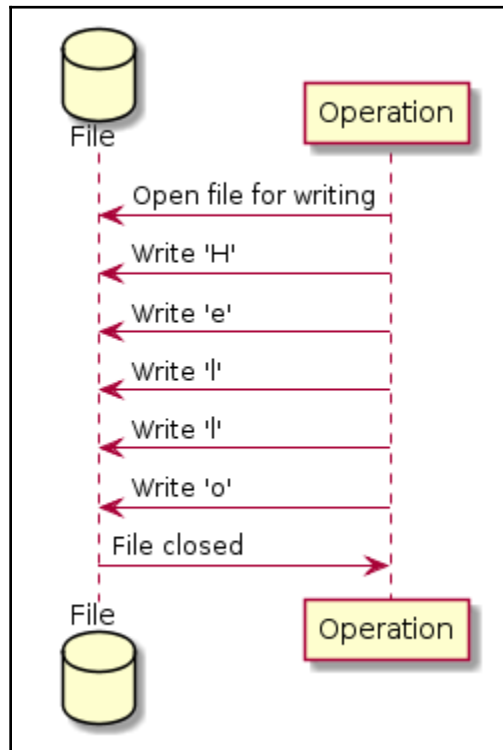 File
Operation
Open file for writing
Write 'H'
Write 'e'
Write 'l'
Write 'l'
Write 'o'
File closed
File
Operation